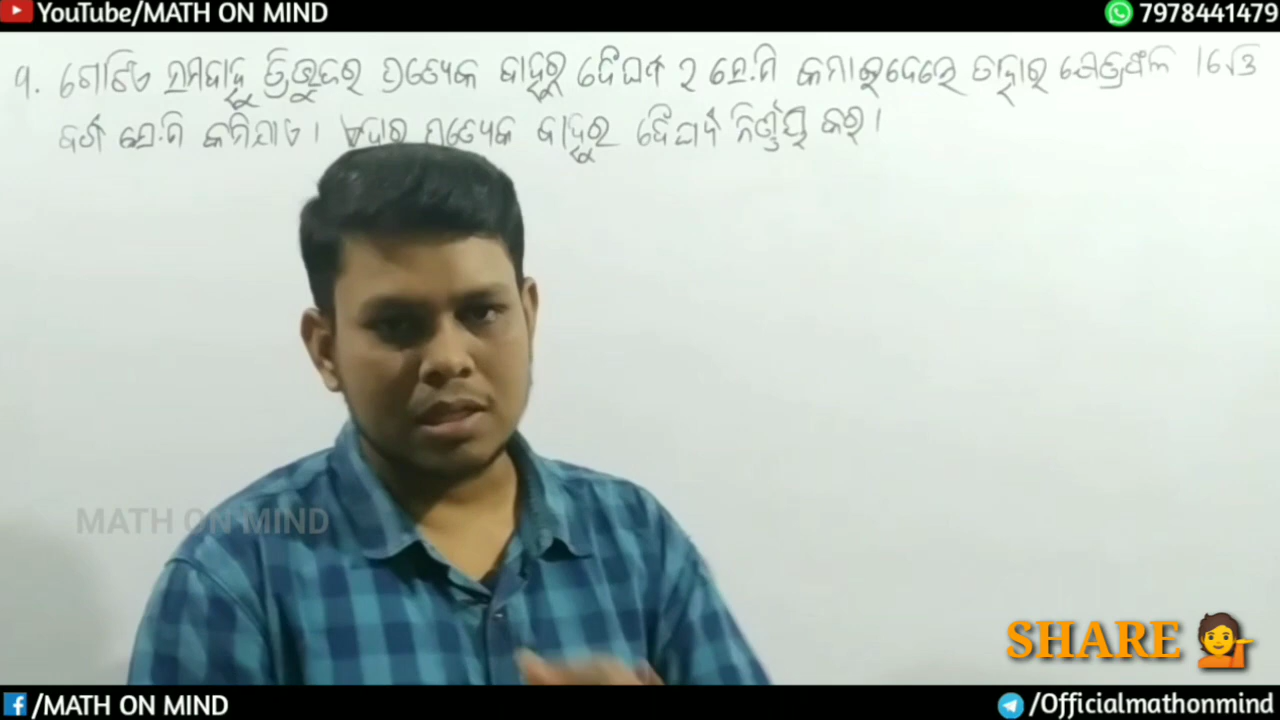 YouTube/MATH ON MIND
7978441479
୩. ଗୋଟିଏ ସମବାହୁ ତ୍ରିଭୁଜର ପ୍ରତ୍ୟେକ ବାହୁରୁ ଦୈର୍ଘ୍ୟ ୨ ସେ.ମି କମାଇଦେଲେ ତାହାର କ୍ଷେତ୍ରଫଳ
ବର୍ଗ ସେ.ମି କମିଯାଏ । ଏହାର ପ୍ରତ୍ୟେକ ବାହୁର ଦୈର୍ଘ୍ୟ ନିର୍ଣ୍ଣୟ କର ।
MATH ON MIND
SHARE
/MATH ON MIND
/Officialmathonmind